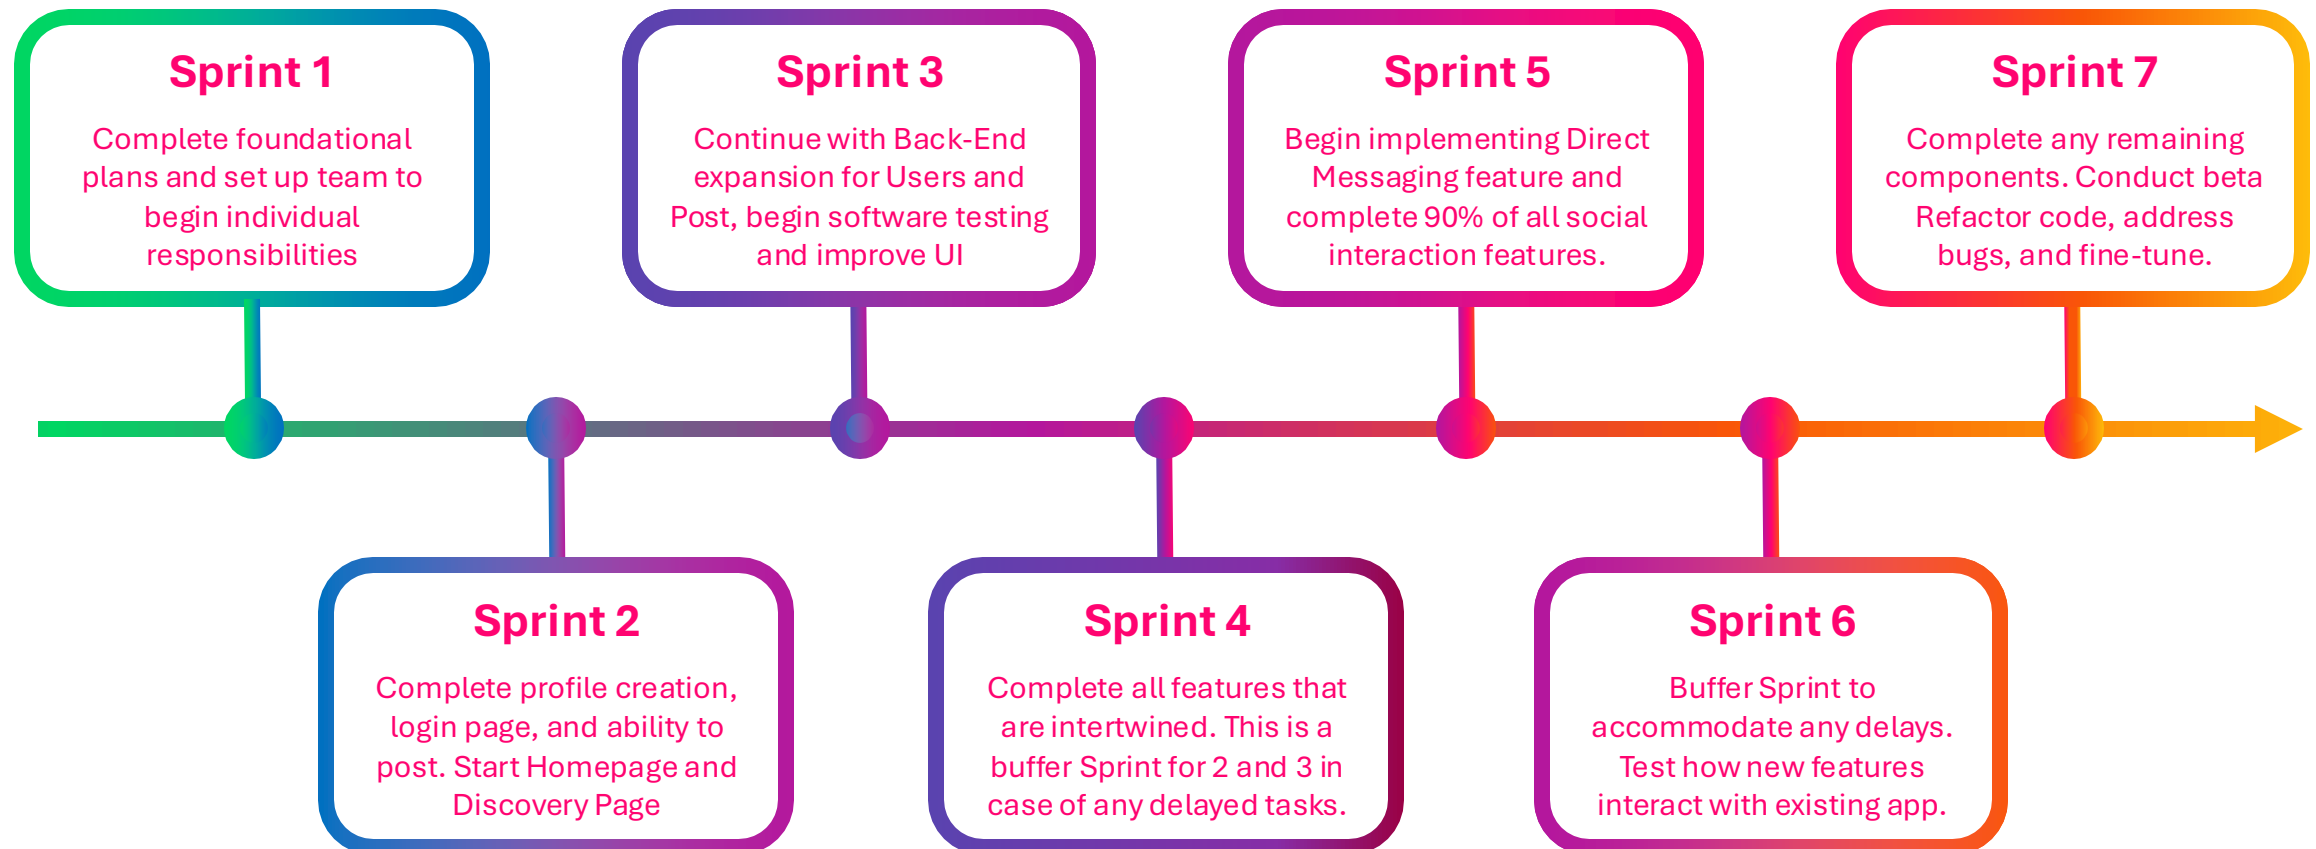 Sprint 1
Complete foundational
plans and set up team to
begin individual
responsibilities
Sprint 2
Complete profile creation,
login page, and ability to
post. Start Homepage and
Discovery Page
Sprint 3
Continue with Back-End
expansion for Users and
Post, begin software testing
and improve UI
Sprint 4
Complete all features that
are intertwined. This is a
buffer Sprint for 2 and 3 in
case of any delayed tasks.
Sprint 5
Begin implementing Direct
Messaging feature and
complete 90% of all social
interaction features.
Sprint 6
Buffer Sprint to
accommodate any delays.
Test how new features
interact with existing app.
Sprint 7
Complete any remaining
components. Conduct beta
Refactor code, address
bugs, and fine-tune.